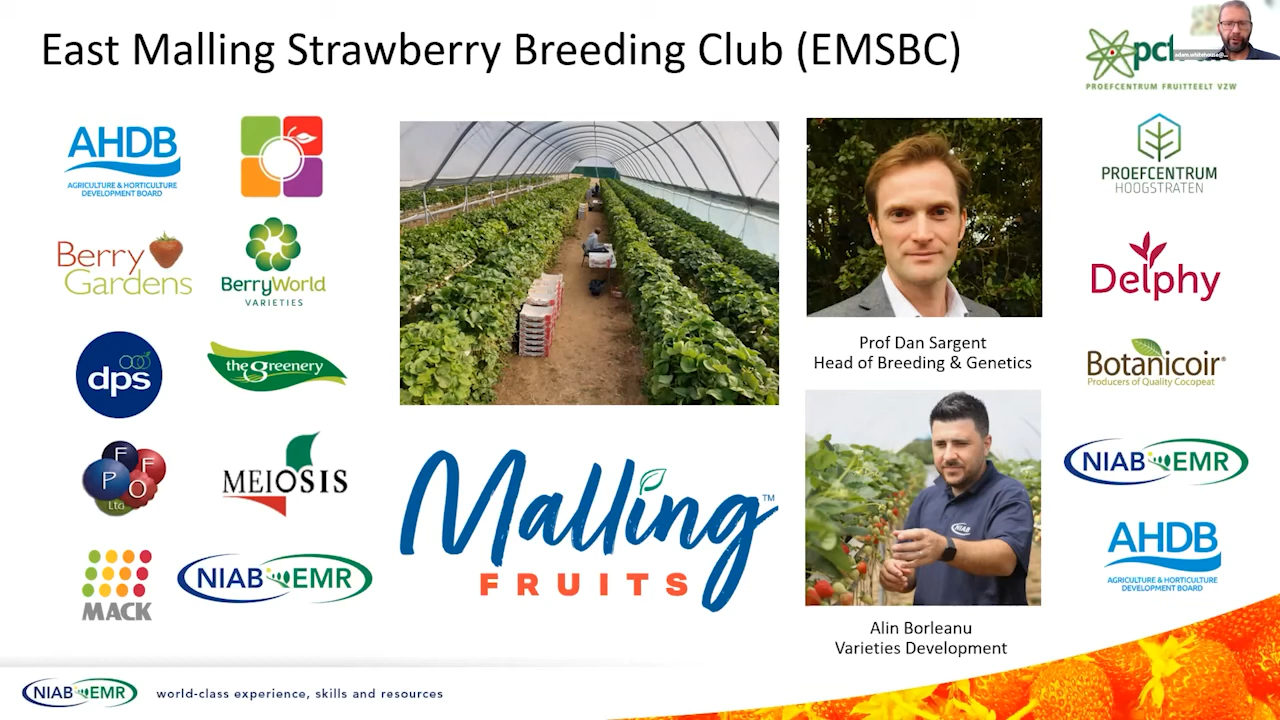 East Malling Strawberry Breeding Club (EMSBC)
PROEFCENTRUM FRUITTEELT VZW
AHDB
AGRICULTURE & HORTICULTURE
DEVELOPMENT BOARD
Berry
Gardens
BerryWorld
VARIETIES
dps
the Greenery
F
F
P
O
Ltd
MEIOSIS
MACK
NIAB EMR
Malling™
FRUITS
Prof Dan Sargent
Head of Breeding & Genetics
NIAB
Alin Borleanu
Varieties Development
PROEFCENTRUM
HOOGSTRATEN
Delphy
Botanicoir®
Producers of Quality Cocopeat
NIAB EMR
AHDB
AGRICULTURE & HORTICULTURE
DEVELOPMENT BOARD
NIAB EMR
world-class experience, skills and resources